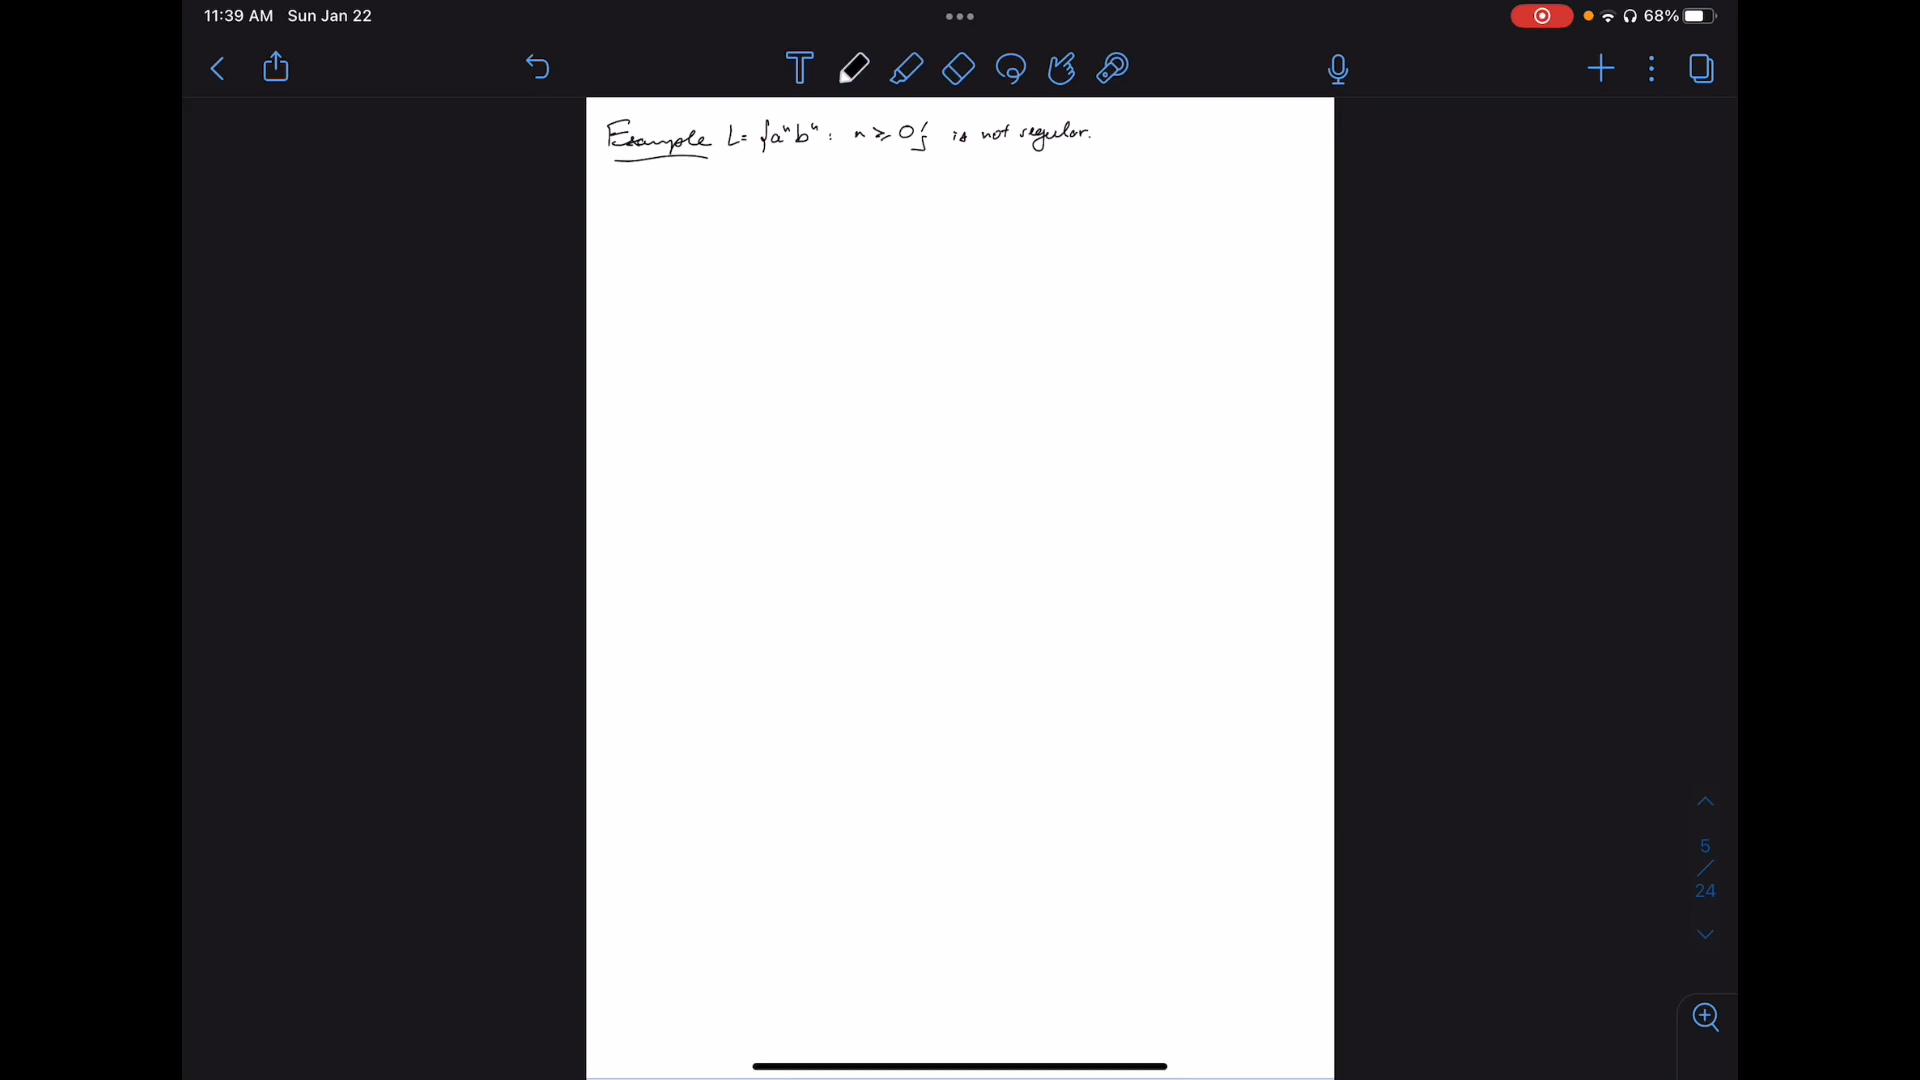 11:39 AM Sun Jan 22
68%
T
Example L = {aⁿbⁿ : n ⩾ 0} is not regular.
5
/
24